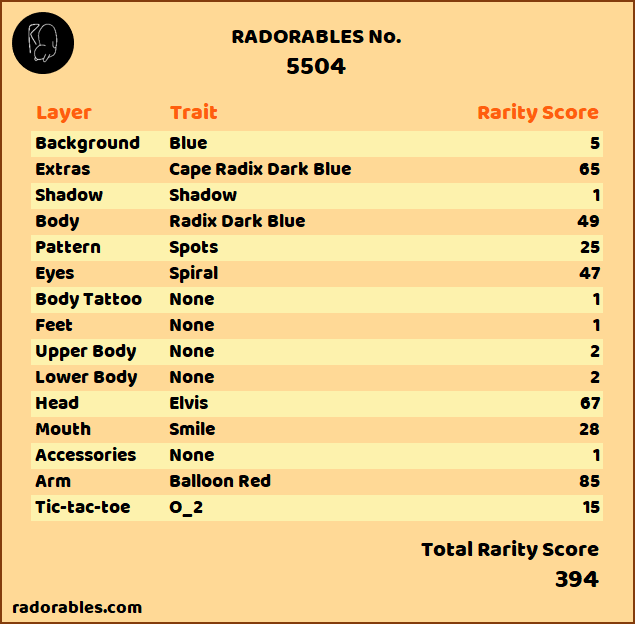 RADORABLES No.
5504
Layer Trait Rarity Score
Background Blue 5
Extras Cape Radix Dark Blue 65
Shadow Shadow 1
Body Radix Dark Blue 49
Pattern Spots 25
Eyes Spiral 47
Body Tattoo None 1
Feet None 1
Upper Body None 2
Lower Body None 2
Head Elvis 67
Mouth Smile 28
Accessories None 1
Arm Balloon Red 85
Tic-tac-toe O_2 15
Total Rarity Score
394
radorables.com